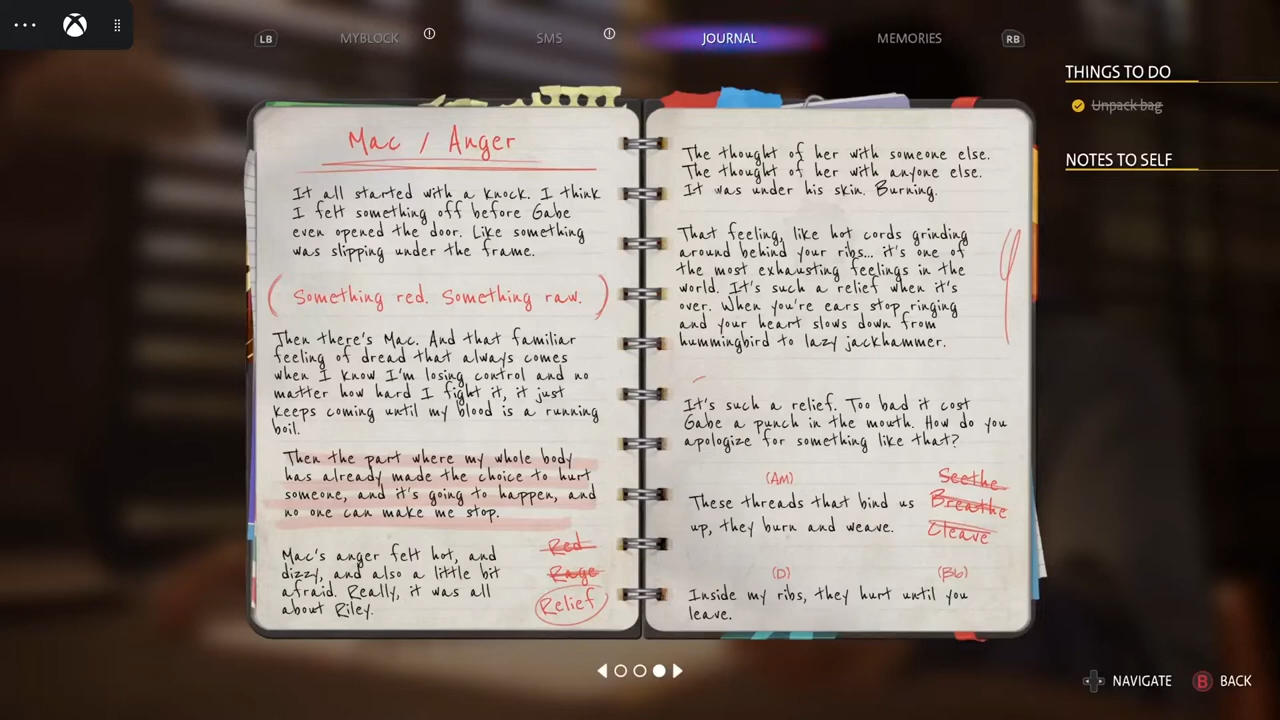 LB
MYBLOCK
SMS
JOURNAL
MEMORIES
RB
THINGS TO DO
Unpack bag
NOTES TO SELF
Mac / Anger
It all started with a knock. I think
I felt something off before Gabe
even opened the door. Like something
was slipping under the frame.
(Something red. Something raw.)
Then there's Mac. And that familiar
feeling of dread that always comes
when I know I'm losing control and no
matter how hard I fight it, it just
keeps coming until my blood is a running
boil.
Then the part where my whole body
has already made the choice to hurt
someone, and it's going to happen, and
no one can make me stop.
Mac's anger felt hot, and
dizzy, and also a little bit
afraid. Really, it was all
about Riley.
Red
Rage
Relief
The thought of her with someone else.
The thought of her with anyone else.
It was under his skin. Burning.
That feeling, like hot cords grinding
around behind your ribs... it's one of
the most exhausting feelings in the
world. It's such a relief when it's
over. When you're ears stop ringing
and your heart slows down from
hummingbird to lazy jackhammer.
It's such a relief. Too bad it cost
Gabe a punch in the mouth. How do you
apologize for something like that?
(Am)
These threads that bind us
up, they burn and weave.
Seethe
Breathe
Cleave
(D) (Bb)
Inside my ribs, they hurt until you
leave.
NAVIGATE
B BACK